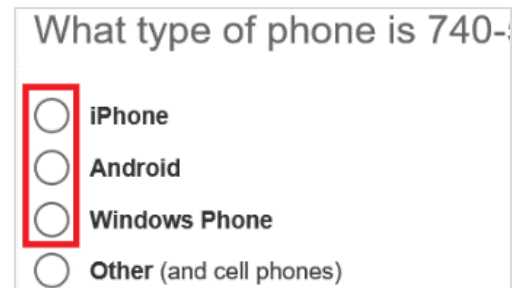 What type of phone is 740-
iPhone
Android
Windows Phone
Other (and cell phones)